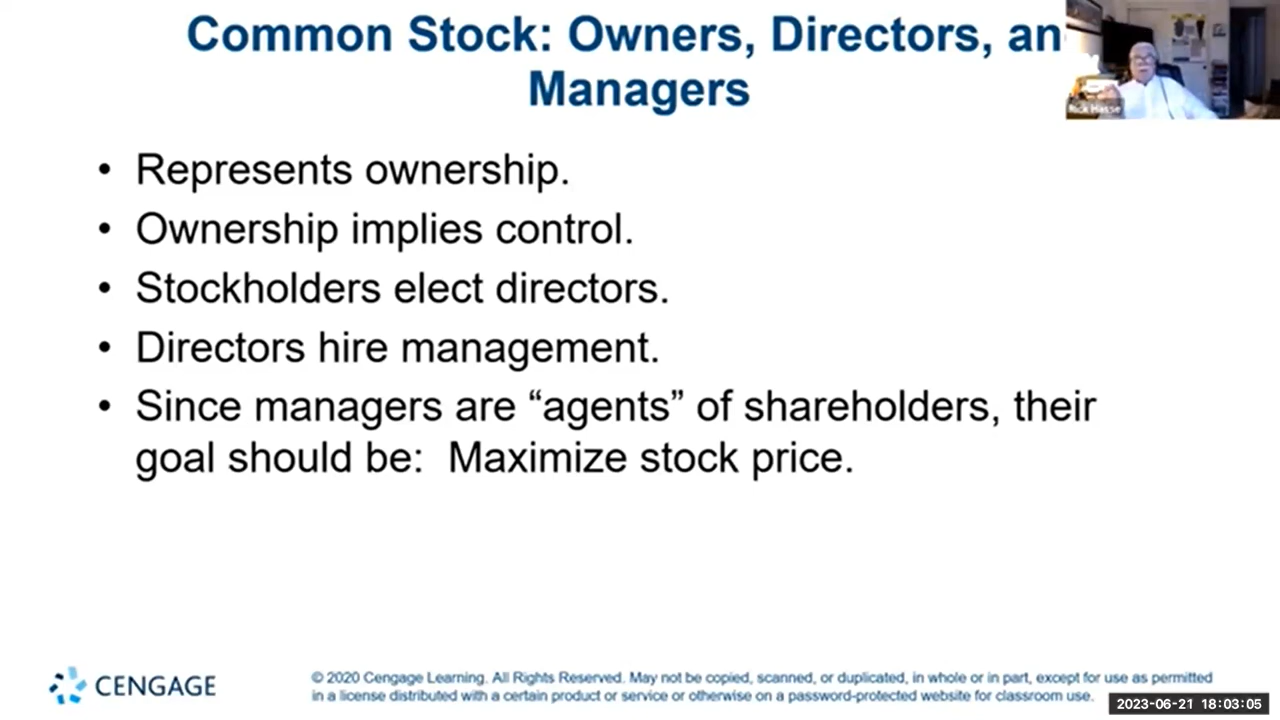 Common Stock: Owners, Directors, an
Managers
Rick Hasse
• Represents ownership.
• Ownership implies control.
• Stockholders elect directors.
• Directors hire management.
• Since managers are “agents” of shareholders, their
goal should be:  Maximize stock price.
CENGAGE
© 2020 Cengage Learning. All Rights Reserved. May not be copied, scanned, or duplicated, in whole or in part, except for use as permitted
in a license distributed with a certain product or service or otherwise on a password-protected website for classroom use.
2023-06-21 18:03:05